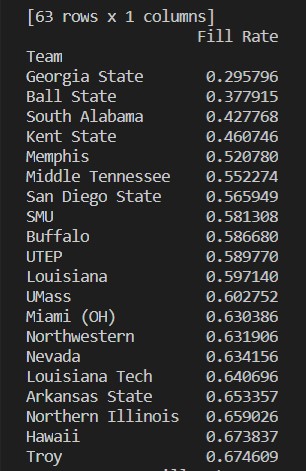 [63 rows x 1 columns]
Fill Rate
Team
Georgia State 0.295796
Ball State 0.377915
South Alabama 0.427768
Kent State 0.460746
Memphis 0.520780
Middle Tennessee 0.552274
San Diego State 0.565949
SMU 0.581308
Buffalo 0.586680
UTEP 0.589770
Louisiana 0.597140
UMass 0.602752
Miami (OH) 0.630386
Northwestern 0.631906
Nevada 0.634156
Louisiana Tech 0.640696
Arkansas State 0.653357
Northern Illinois 0.659026
Hawaii 0.673837
Troy 0.674609